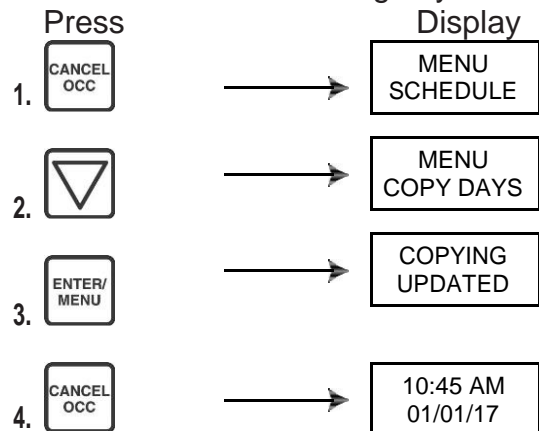 Press Display
1. CANCEL
OCC
MENU
SCHEDULE
2.
MENU
COPY DAYS
3. ENTER/
MENU
COPYING
UPDATED
4. CANCEL
OCC
10:45 AM
01/01/17